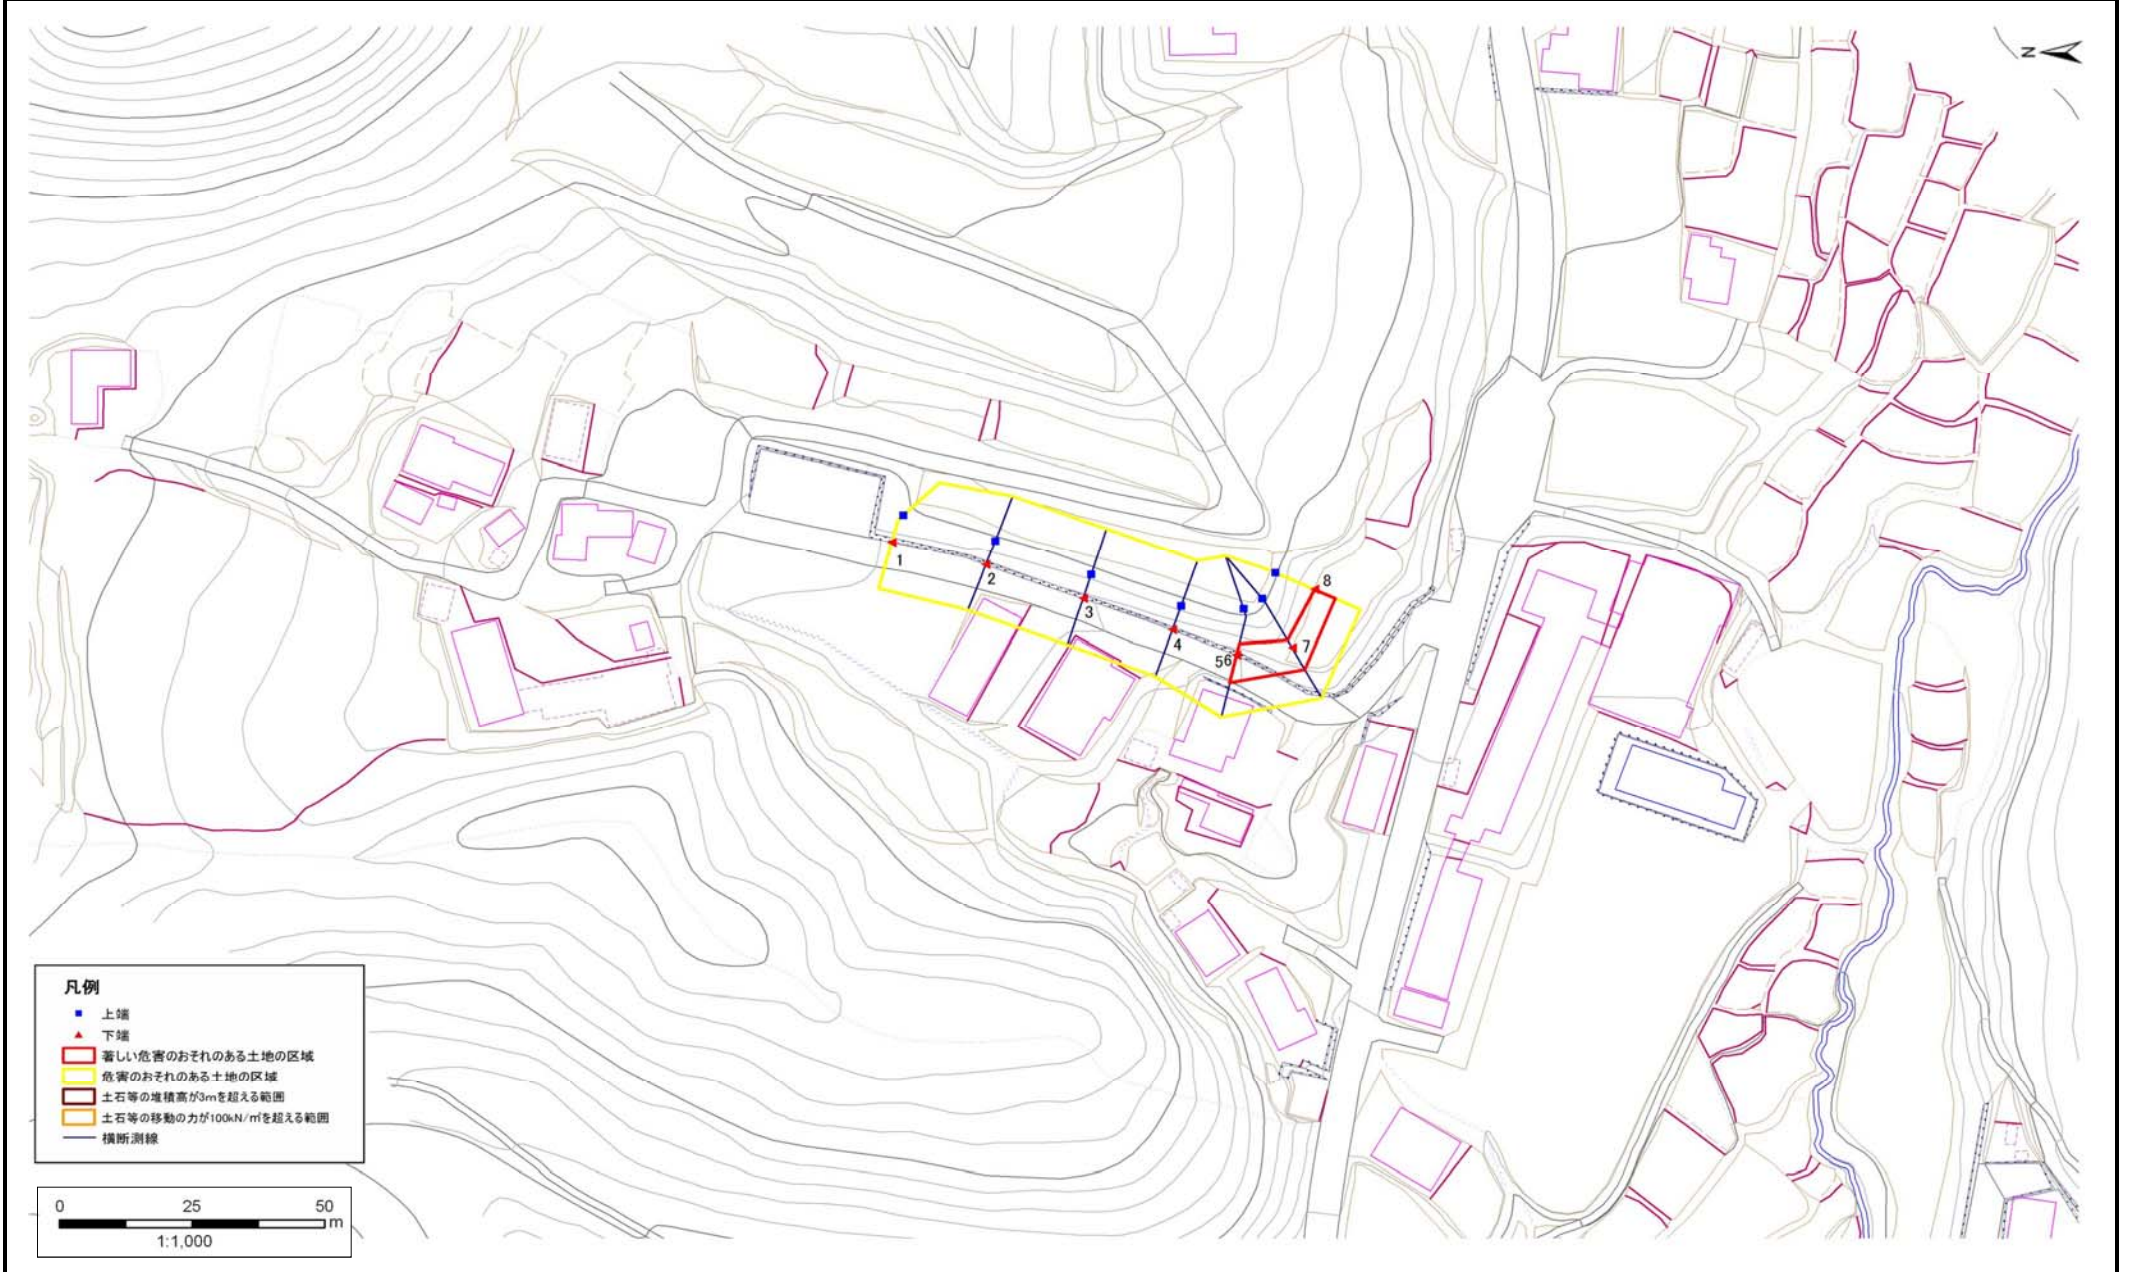 N
1
2
3
4
56
7
8
凡例
上端
下端
著しい危害のおそれのある土地の区域
危害のおそれのある土地の区域
土石等の堆積高が3mを超える範囲
土石等の移動の力が100kN/㎡を超える範囲
横断測線
0 25 50
m
1:1,000